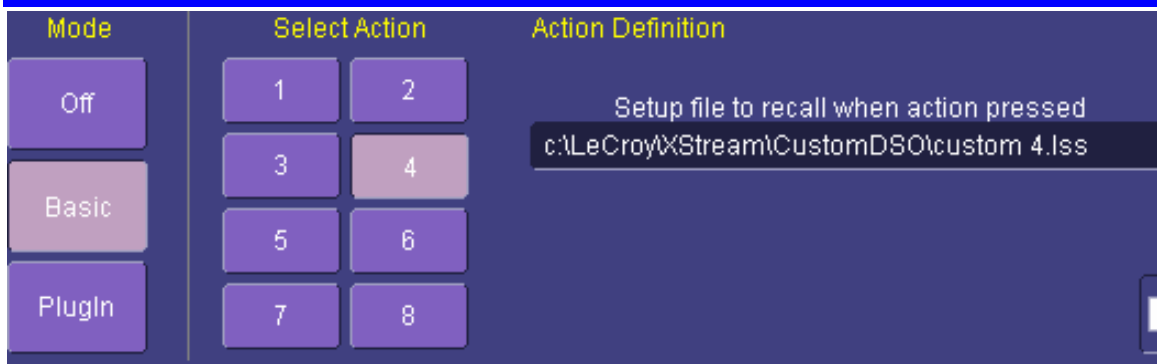 Mode
Off
Basic
PlugIn
Select Action
1 2
3 4
5 6
7 8
Action Definition
Setup file to recall when action pressed
c:\LeCroy\XStream\CustomDSO\custom 4.lss